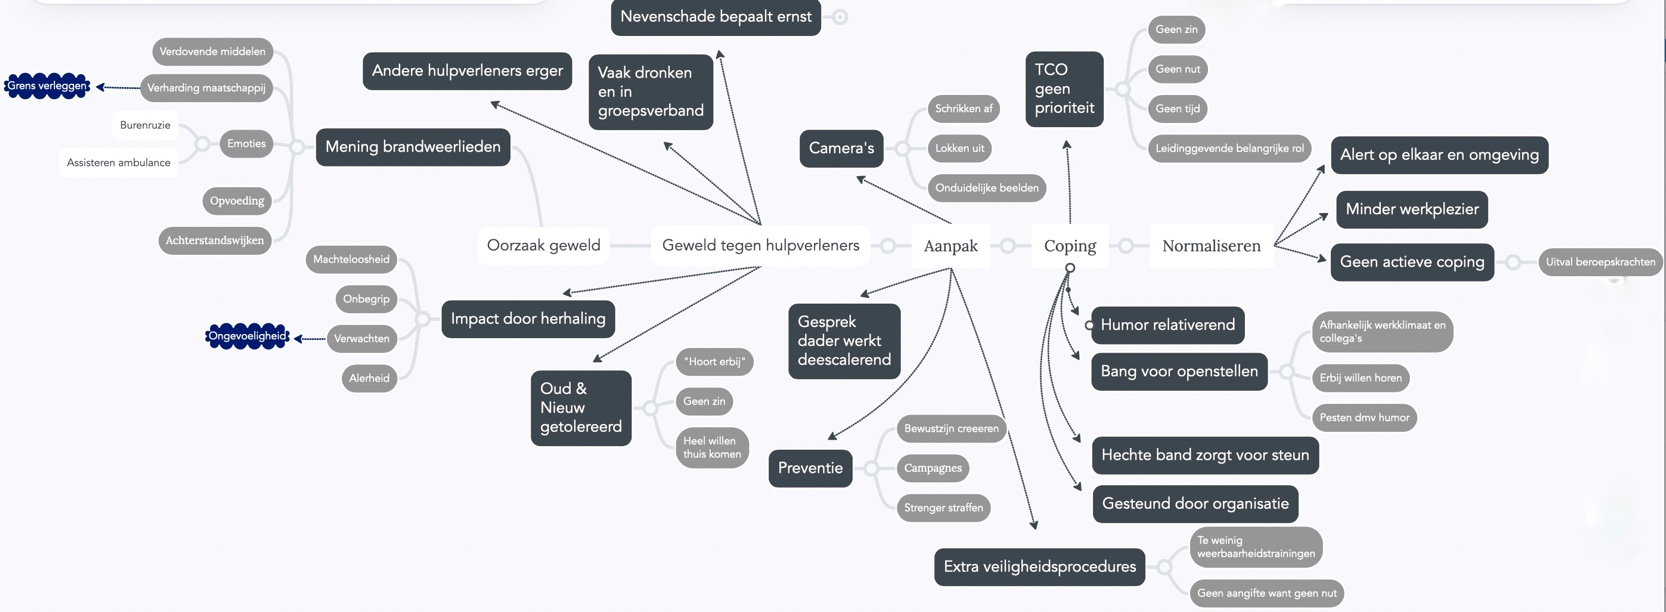 Nevenschade bepaalt ernst
Geen zin
Verdovende middelen
Andere hulpverleners erger
Vaak dronken
en in
groepsverband
TCO
geen
prioriteit
Geen nut
Grens verleggen
Verharding maatschappij
Schrikken af
Geen tijd
Burenruzie
Emoties
Mening brandweerlieden
Camera's
Lokken uit
Leidinggevende belangrijke rol
Alert op elkaar en omgeving
Assisteren ambulance
Onduidelijke beelden
Opvoeding
Minder werkplezier
Achterstandswijken
Oorzaak geweld
Geweld tegen hulpverleners
Aanpak
Coping
Normaliseren
Machteloosheid
Geen actieve coping
Uitval beroepskrachten
Onbegrip
Impact door herhaling
Gesprek
dader werkt
deescalerend
Humor relativerend
Afhankelijk werkklimaat en
collega's
Ongevoeligheid
Verwachten
"Hoort erbij"
Bang voor openstellen
Alerheid
Erbij willen horen
Oud &
Nieuw
getolereerd
Geen zin
Pesten dmv humor
Heel willen
thuis komen
Bewustzijn creeeren
Hechte band zorgt voor steun
Preventie
Campagnes
Strenger straffen
Gesteund door organisatie
Te weinig
weerbaarheidstrainingen
Extra veiligheidsprocedures
Geen aangifte want geen nut